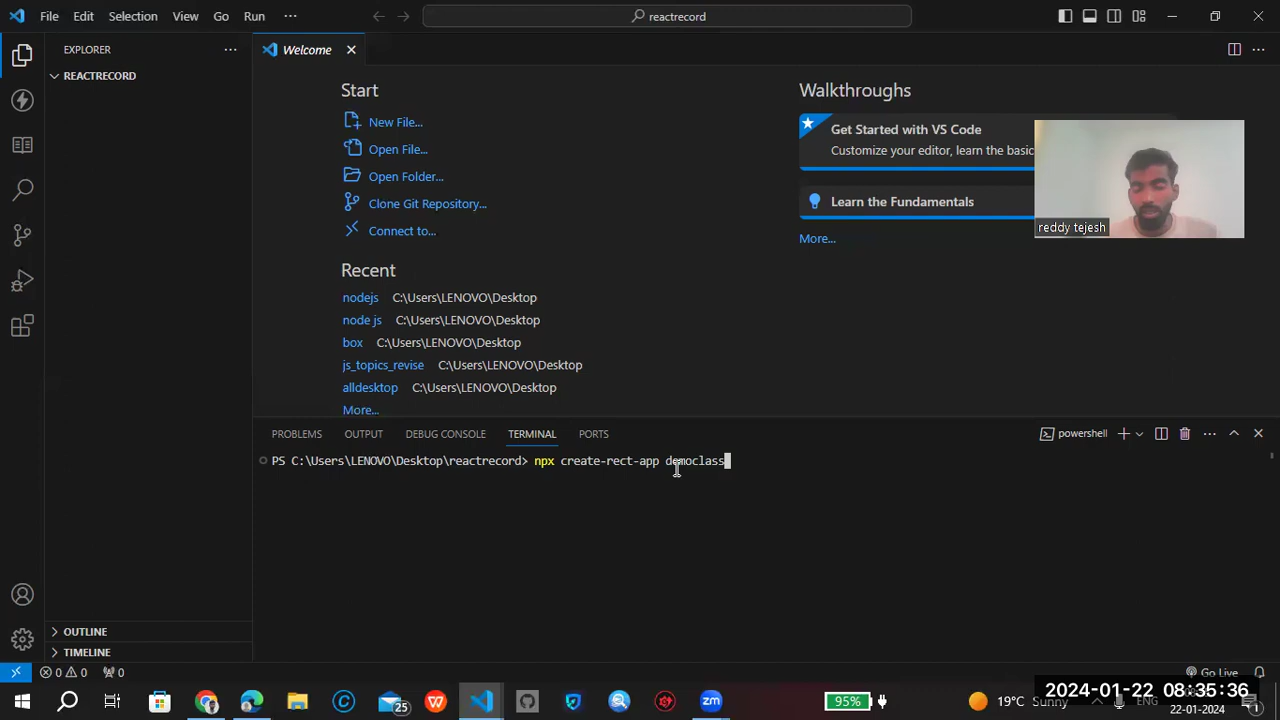 File Edit Selection View Go Run ···
reactrecord
EXPLORER
REACTRECORD
OUTLINE
TIMELINE
Welcome
Start
New File...
Open File...
Open Folder...
Clone Git Repository...
Connect to...
Recent
nodejs C:\Users\LENOVO\Desktop
node js C:\Users\LENOVO\Desktop
box C:\Users\LENOVO\Desktop
js_topics_revise C:\Users\LENOVO\Desktop
alldesktop C:\Users\LENOVO\Desktop
More...
Walkthroughs
Get Started with VS Code
Customize your editor, learn the basic
Learn the Fundamentals
More...
reddy tejesh
PROBLEMS OUTPUT DEBUG CONSOLE TERMINAL PORTS
powershell
PS C:\Users\LENOVO\Desktop\reactrecord> npx create-rect-app democlass
0 0 0
Go Live
25
95%
19°C Sunny
ENG
2024-01-22 08:35:36
22-01-2024